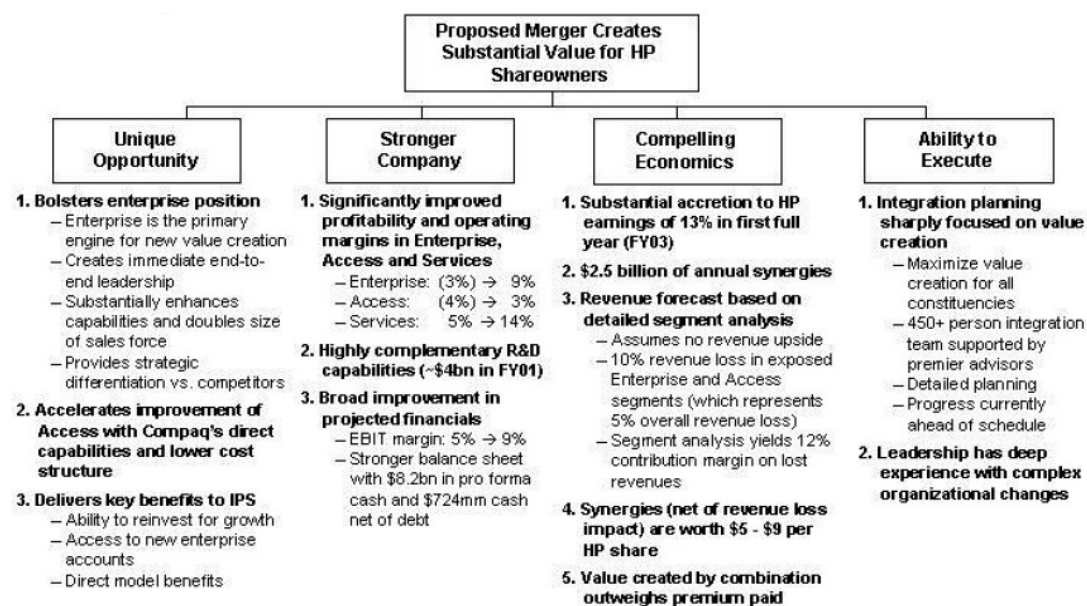 Proposed Merger Creates
Substantial Value for HP
Shareowners
Unique
Opportunity
1. Bolsters enterprise position
– Enterprise is the primary
engine for new value creation
– Creates immediate end-to-
end leadership
– Substantially enhances
capabilities and doubles size
of sales force
– Provides strategic
differentiation vs. competitors
2. Accelerates improvement of
Access with Compaq's direct
capabilities and lower cost
structure
3. Delivers key benefits to IPS
– Ability to reinvest for growth
– Access to new enterprise
accounts
– Direct model benefits
Stronger
Company
1. Significantly improved
profitability and operating
margins in Enterprise,
Access and Services
– Enterprise: (3%) → 9%
– Access: (4%) → 3%
– Services: 5% → 14%
2. Highly complementary R&D
capabilities (~$4bn in FY01)
3. Broad improvement in
projected financials
– EBIT margin: 5% → 9%
– Stronger balance sheet
with $8.2bn in pro forma
cash and $724mm cash
net of debt
Compelling
Economics
1. Substantial accretion to HP
earnings of 13% in first full
year (FY03)
2. $2.5 billion of annual synergies
3. Revenue forecast based on
detailed segment analysis
– Assumes no revenue upside
– 10% revenue loss in exposed
Enterprise and Access
segments (which represents
5% overall revenue loss)
– Segment analysis yields 12%
contribution margin on lost
revenues
4. Synergies (net of revenue loss
impact) are worth $5 - $9 per
HP share
5. Value created by combination
outweighs premium paid
Ability to
Execute
1. Integration planning
sharply focused on value
creation
– Maximize value
creation for all
constituencies
– 450+ person integration
team supported by
premier advisors
– Detailed planning
– Progress currently
ahead of schedule
2. Leadership has deep
experience with complex
organizational changes